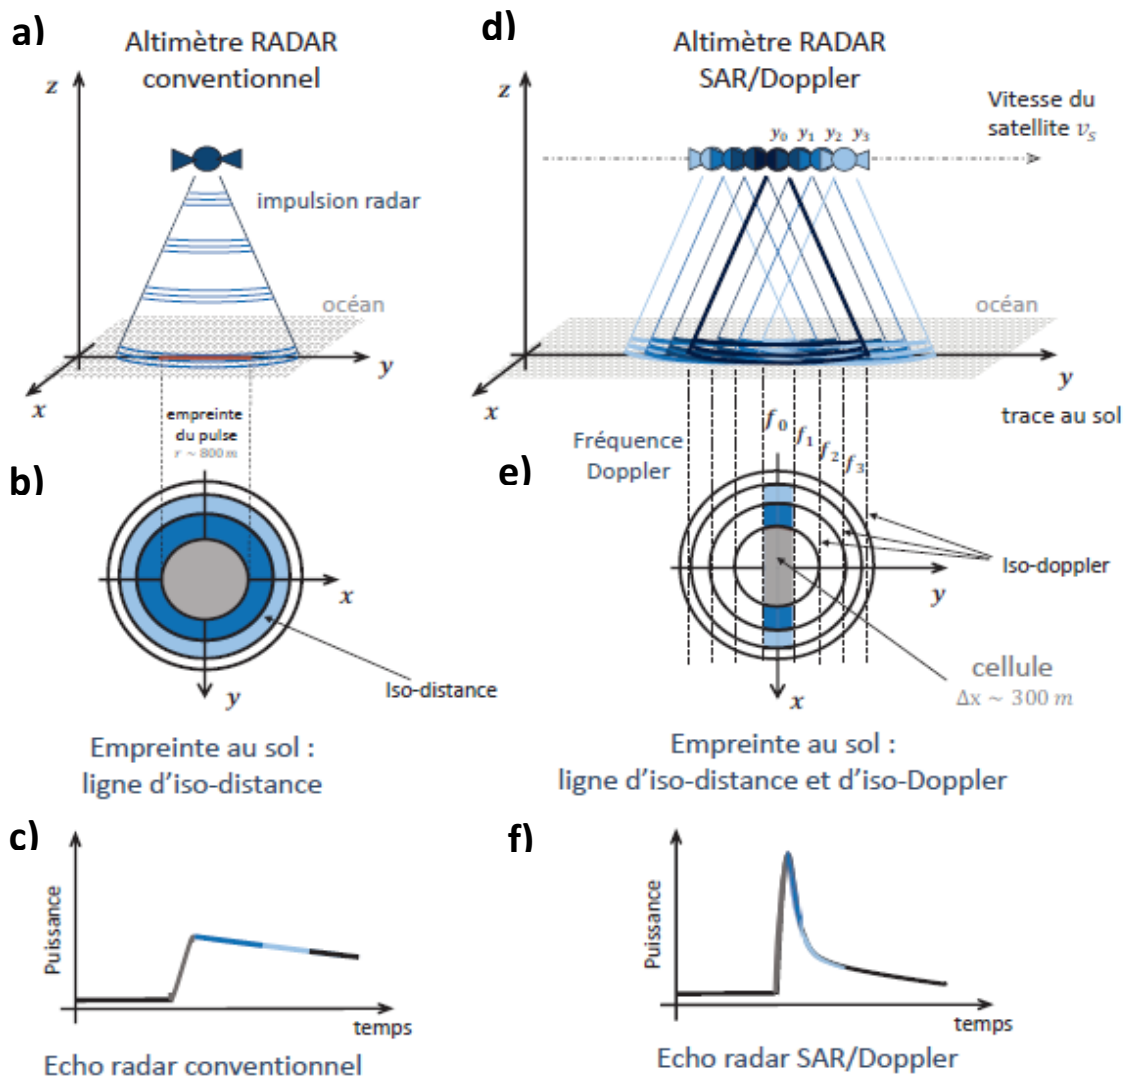 a)
Altimètre RADAR
conventionnel
z
impulsion radar
océan
y
x
empreinte
du pulse
r ~ 800 m
b)
x
Iso-distance
y
Empreinte au sol :
ligne d'iso-distance
c)
Puissance
temps
Echo radar conventionnel
d)
Altimètre RADAR
SAR/Doppler
z
Vitesse du
satellite vₛ
y₀ y₁ y₂ y₃
océan
y
x
trace au sol
Fréquence
Doppler
f₀
f₁
f₂
f₃
e)
Iso-doppler
y
cellule
Δx ~ 300 m
x
Empreinte au sol :
ligne d'iso-distance et d'iso-Doppler
f)
Puissance
temps
Echo radar SAR/Doppler